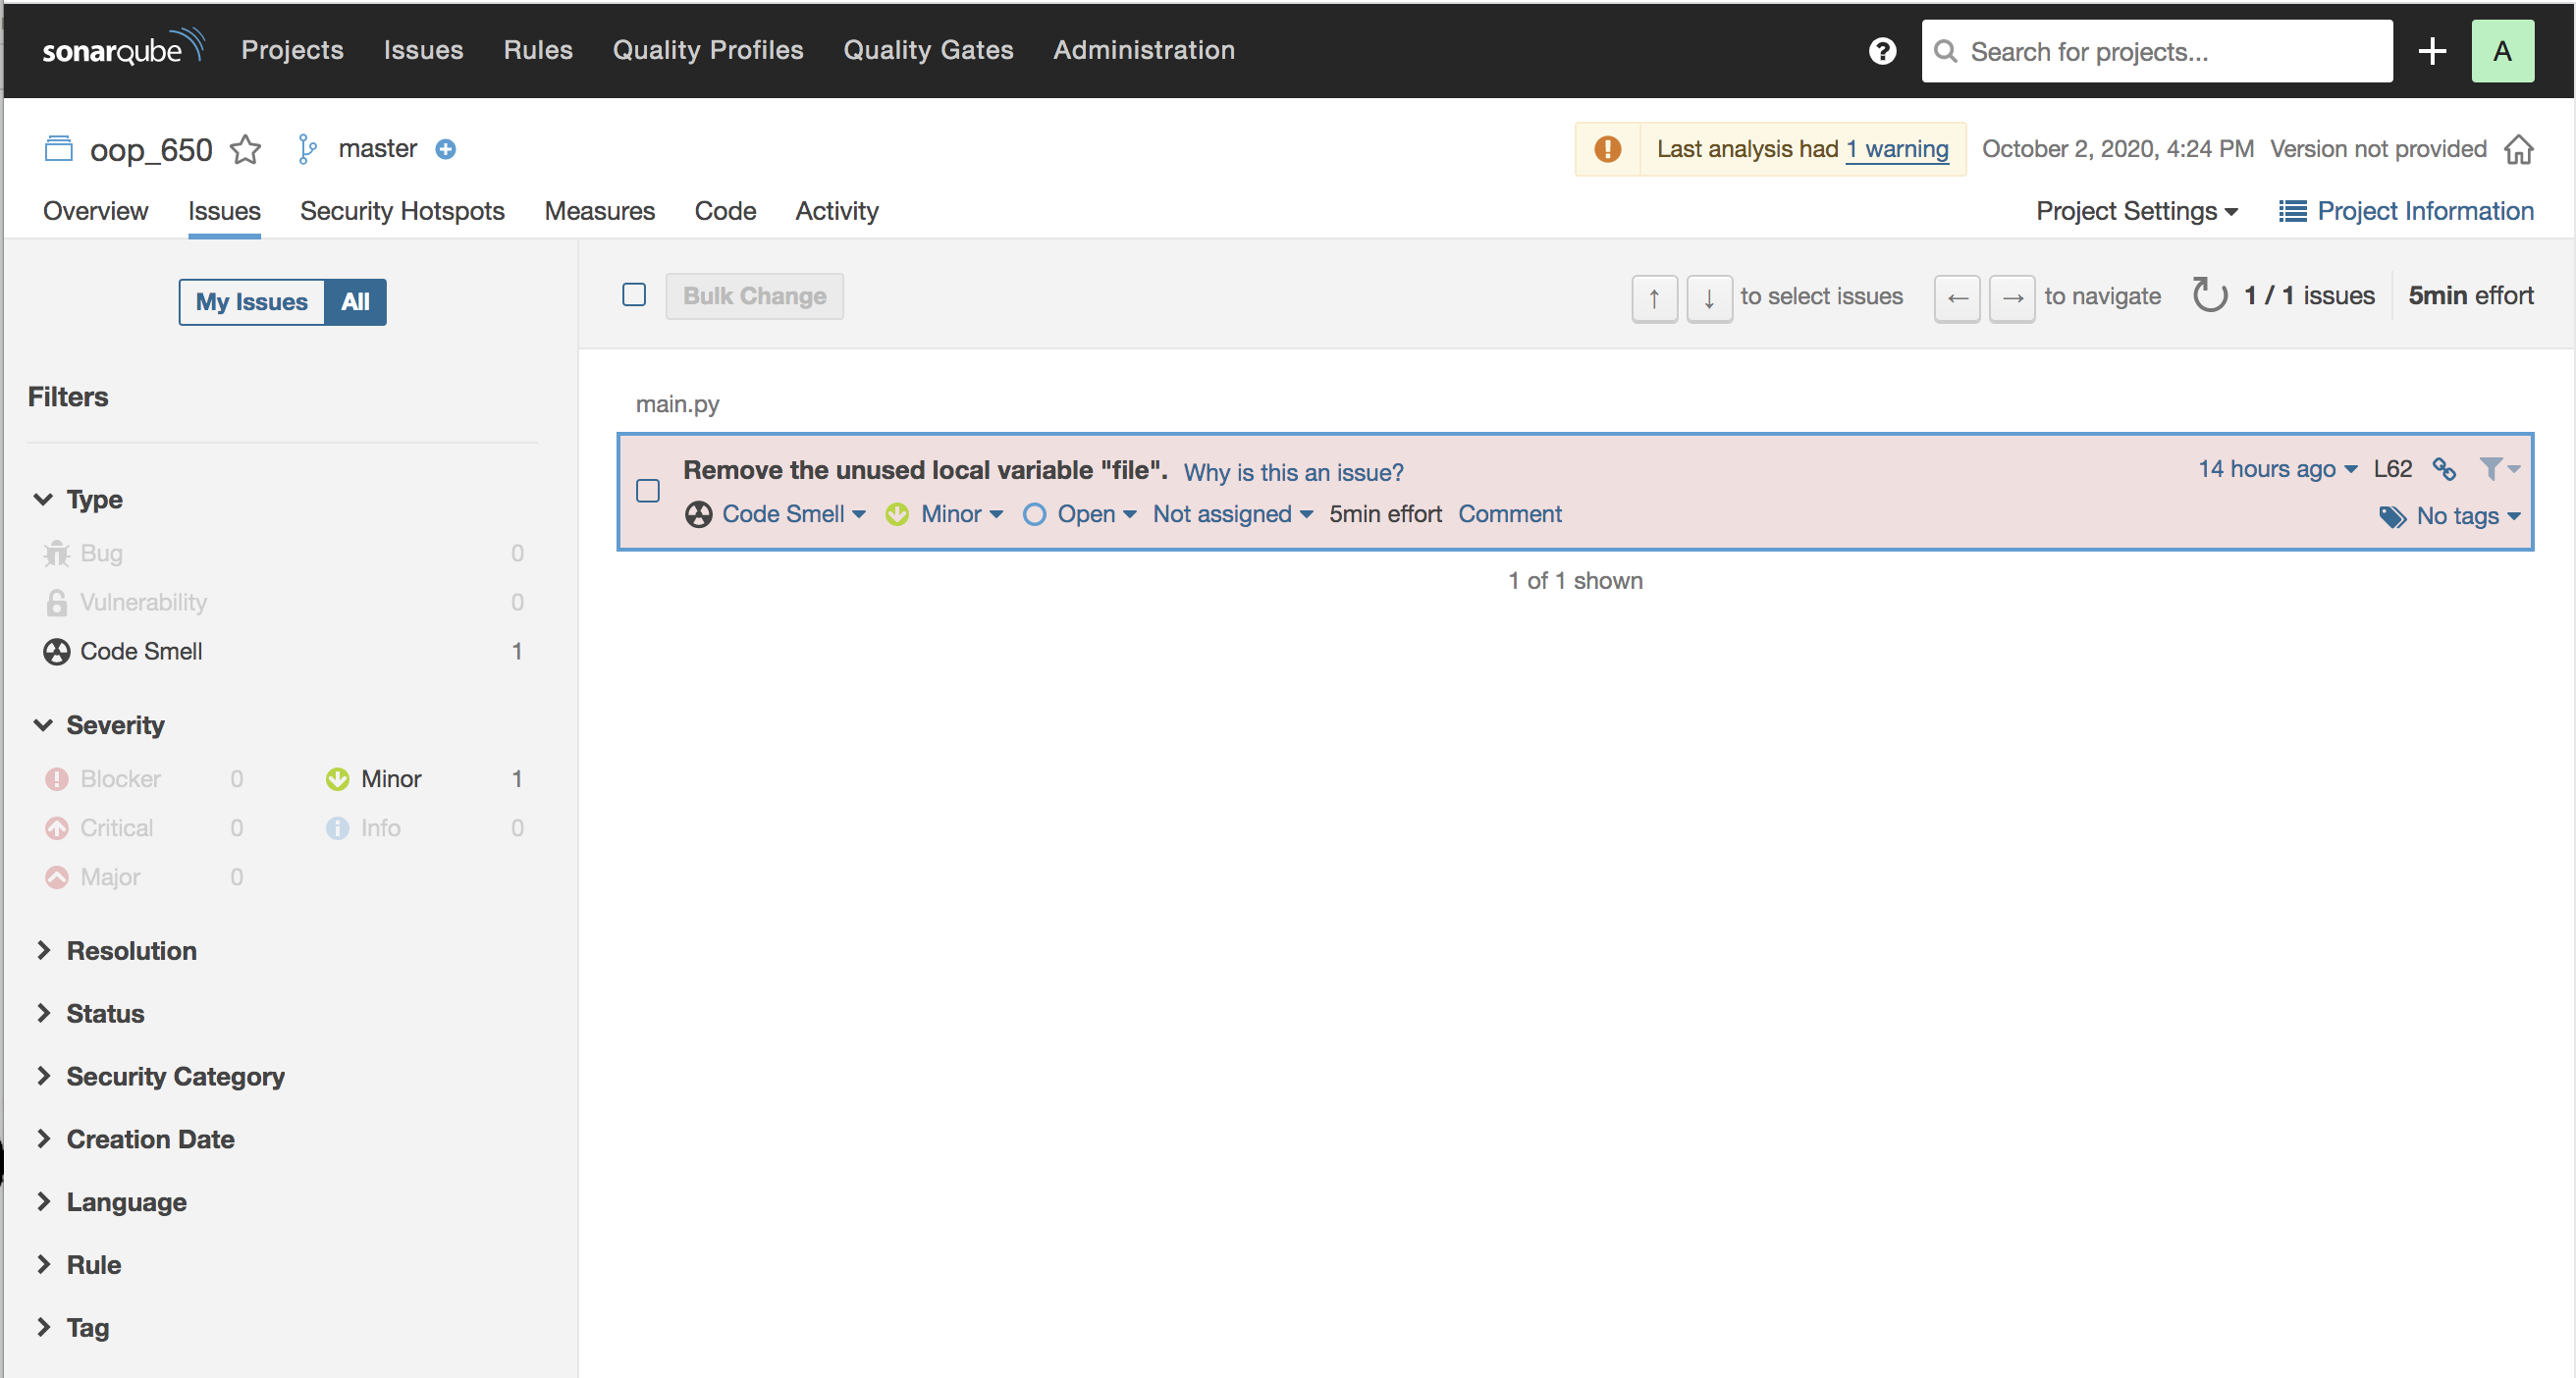 sonarqube Projects Issues Rules Quality Profiles Quality Gates Administration ? Search for projects... + A
oop_650 master Last analysis had 1 warning October 2, 2020, 4:24 PM Version not provided
Overview Issues Security Hotspots Measures Code Activity Project Settings Project Information
My Issues All
Bulk Change ↑ ↓ to select issues ← → to navigate 1 / 1 issues 5min effort
Filters
Type
Bug 0
Vulnerability 0
Code Smell 1
Severity
Blocker 0 Minor 1
Critical 0 Info 0
Major 0
Resolution
Status
Security Category
Creation Date
Language
Rule
Tag
main.py
Remove the unused local variable "file". Why is this an issue? 14 hours ago L62
Code Smell Minor Open Not assigned 5min effort Comment No tags
1 of 1 shown